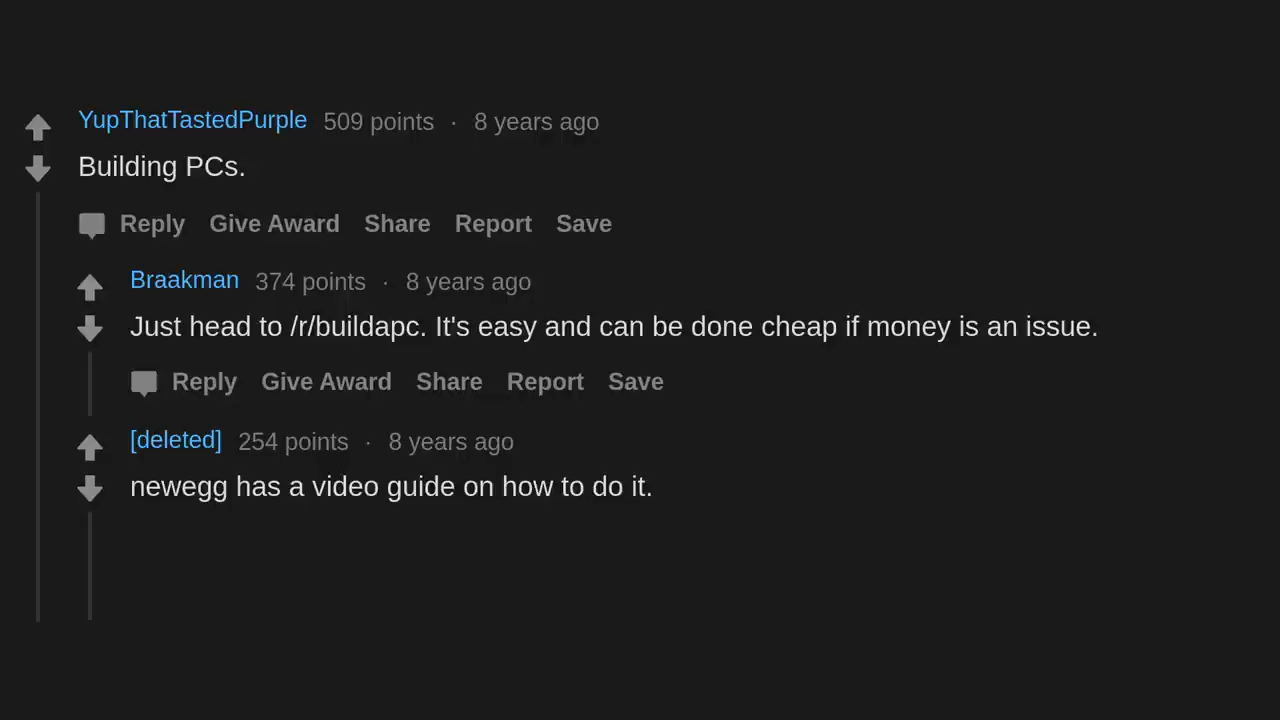 YupThatTastedPurple 509 points · 8 years ago
Building PCs.
Reply Give Award Share Report Save
Braakman 374 points · 8 years ago
Just head to /r/buildapc. It's easy and can be done cheap if money is an issue.
Reply Give Award Share Report Save
[deleted] 254 points · 8 years ago
newegg has a video guide on how to do it.